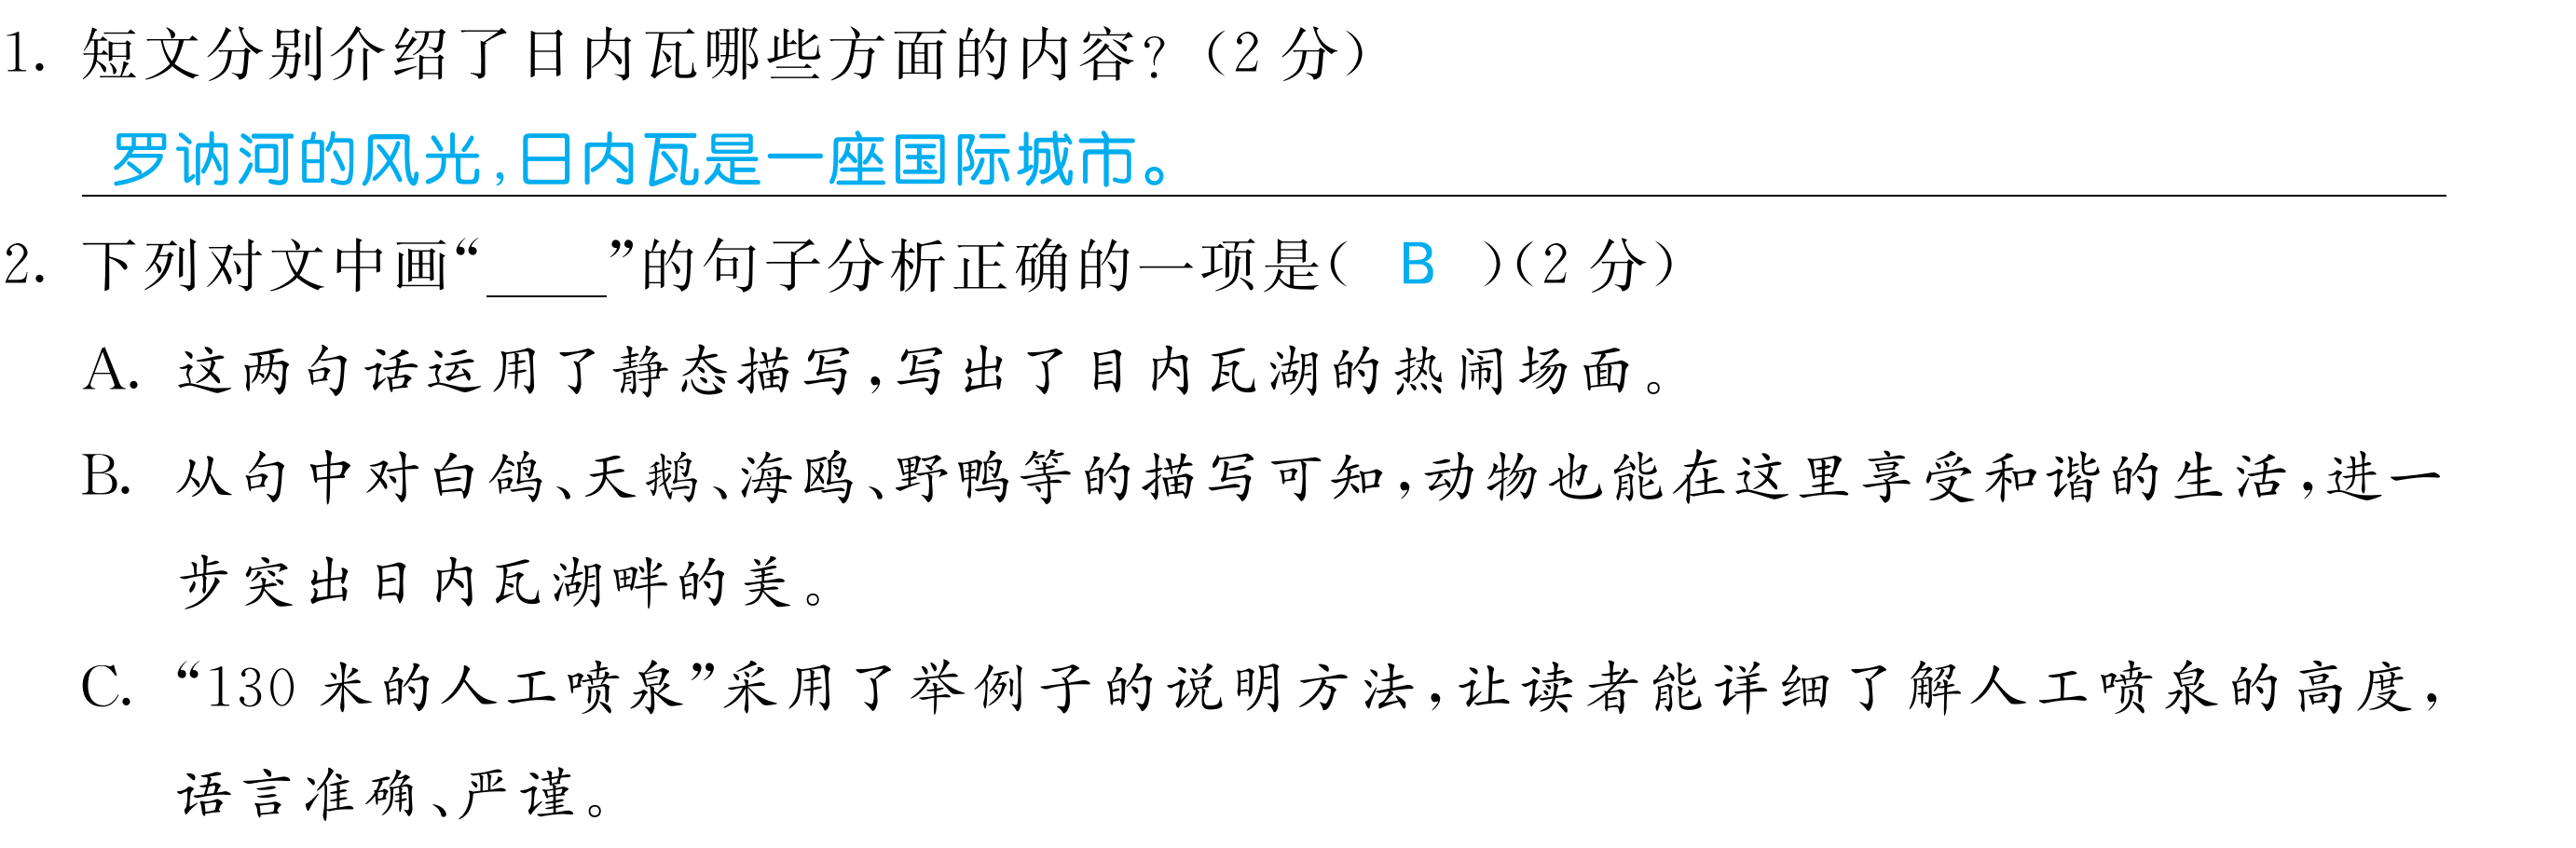 1. 短文分别介绍了日内瓦哪些方面的内容?(2 分)
罗讷河的风光,日内瓦是一座国际城市。
2. 下列对文中画“____”的句子分析正确的一项是( B )(2 分)
A. 这两句话运用了静态描写,写出了日内瓦湖的热闹场面。
B. 从句中对白鸽、天鹅、海鸥、野鸭等的描写可知,动物也能在这里享受和谐的生活,进一
步突出日内瓦湖畔的美。
C. “130 米的人工喷泉”采用了举例子的说明方法,让读者能详细了解人工喷泉的高度,
语言准确、严谨。